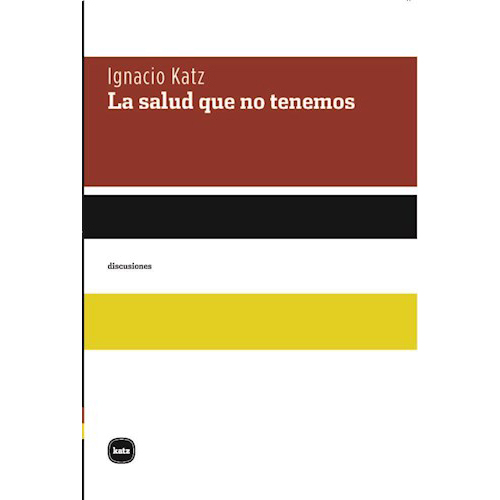 Ignacio Katz
La salud que no tenemos
discusiones
katz